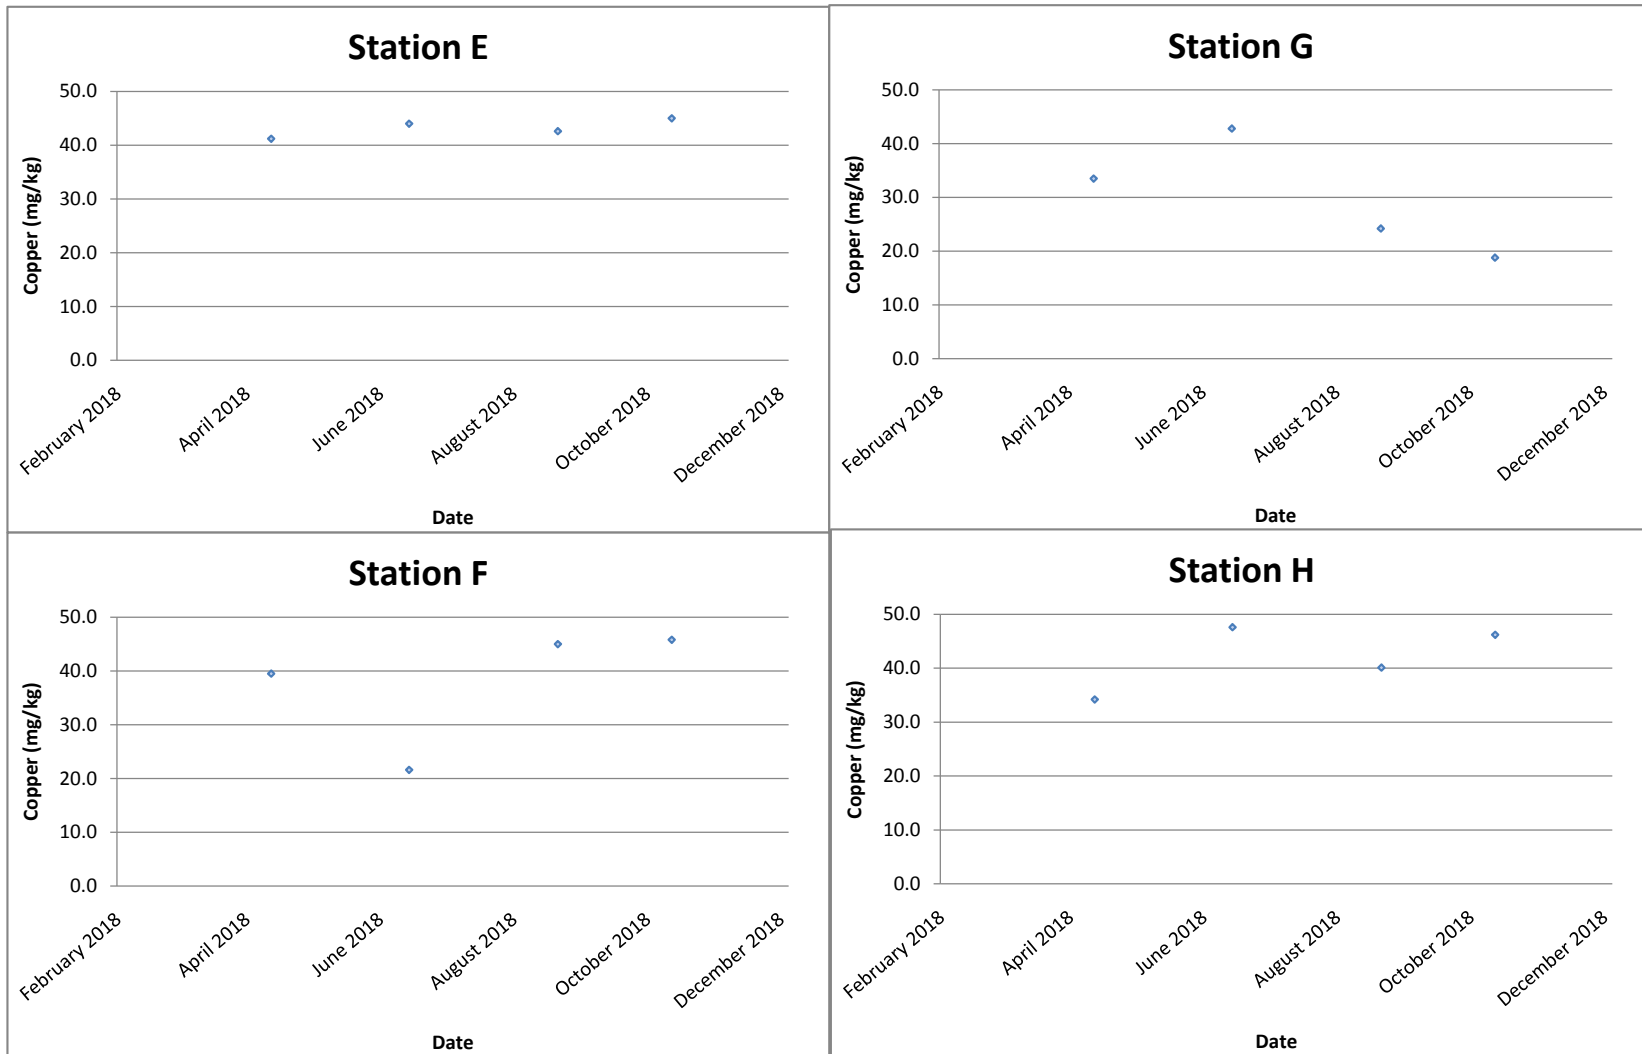 Station E
50.0
40.0
30.0
20.0
10.0
0.0
Copper (mg/kg)
February 2018
April 2018
June 2018
August 2018
October 2018
December 2018
Date
Station G
50.0
40.0
30.0
20.0
10.0
0.0
Copper (mg/kg)
February 2018
April 2018
June 2018
August 2018
October 2018
December 2018
Date
Station F
50.0
40.0
30.0
20.0
10.0
0.0
Copper (mg/kg)
February 2018
April 2018
June 2018
August 2018
October 2018
December 2018
Date
Station H
50.0
40.0
30.0
20.0
10.0
0.0
Copper (mg/kg)
February 2018
April 2018
June 2018
August 2018
October 2018
December 2018
Date